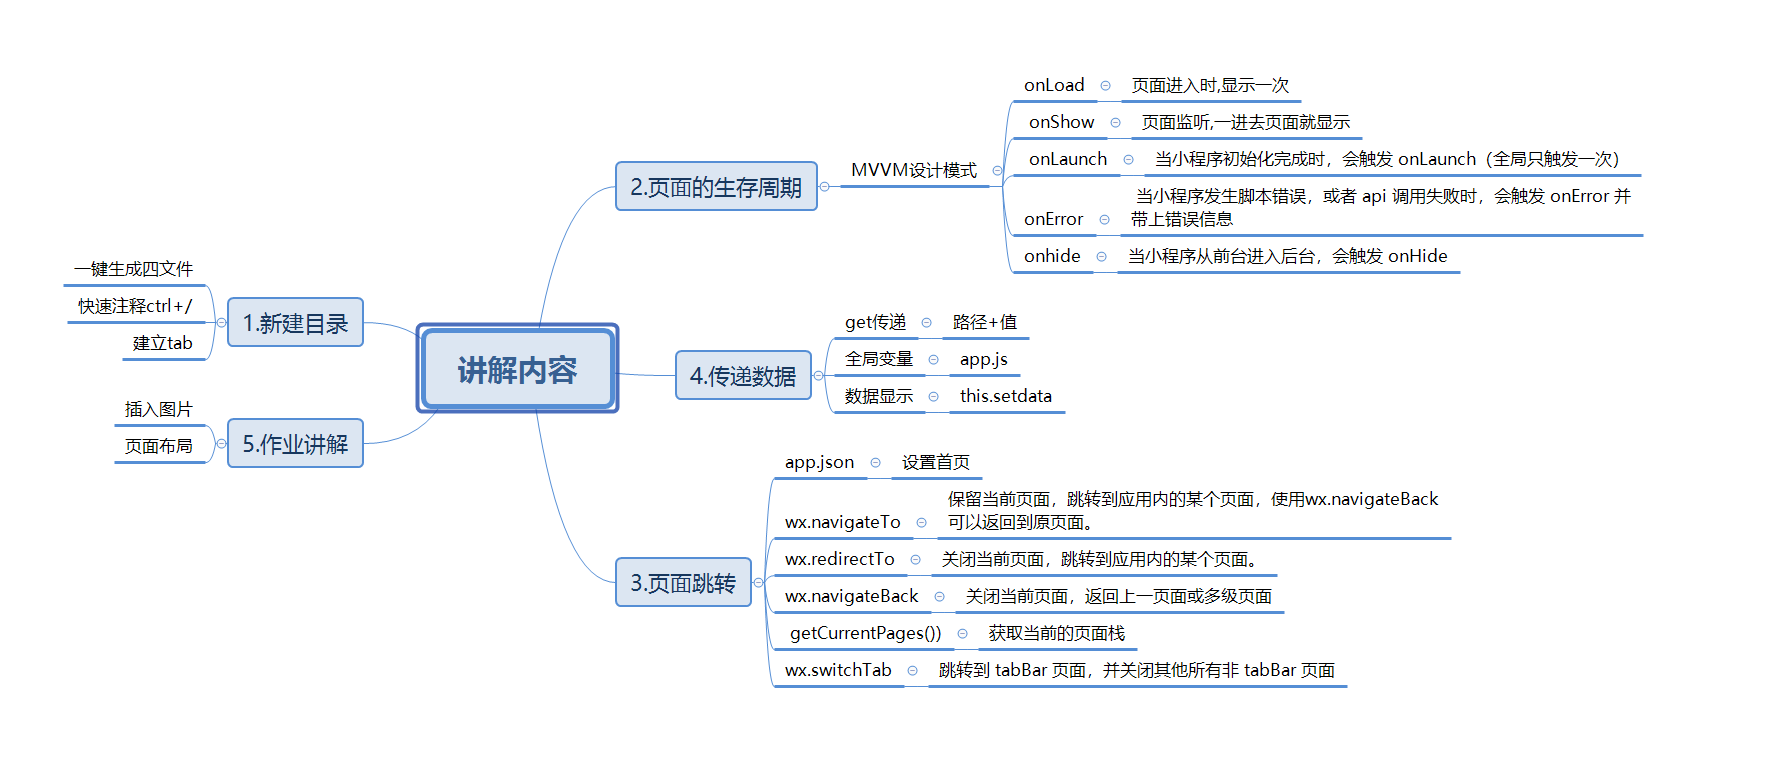 讲解内容
1.新建目录
一键生成四文件
快速注释ctrl+/
建立tab
2.页面的生存周期
MVVM设计模式
onLoad
页面进入时,显示一次
onShow
页面监听,一进去页面就显示
onLaunch
当小程序初始化完成时，会触发 onLaunch（全局只触发一次）
onError
当小程序发生脚本错误，或者 api 调用失败时，会触发 onError 并
带上错误信息
onhide
当小程序从前台进入后台，会触发 onHide
3.页面跳转
app.json
设置首页
wx.navigateTo
保留当前页面，跳转到应用内的某个页面，使用wx.navigateBack
可以返回到原页面。
wx.redirectTo
关闭当前页面，跳转到应用内的某个页面。
wx.navigateBack
关闭当前页面，返回上一页面或多级页面
getCurrentPages())
获取当前的页面栈
wx.switchTab
跳转到 tabBar 页面，并关闭其他所有非 tabBar 页面
4.传递数据
get传递
路径+值
全局变量
app.js
数据显示
this.setdata
5.作业讲解
插入图片
页面布局